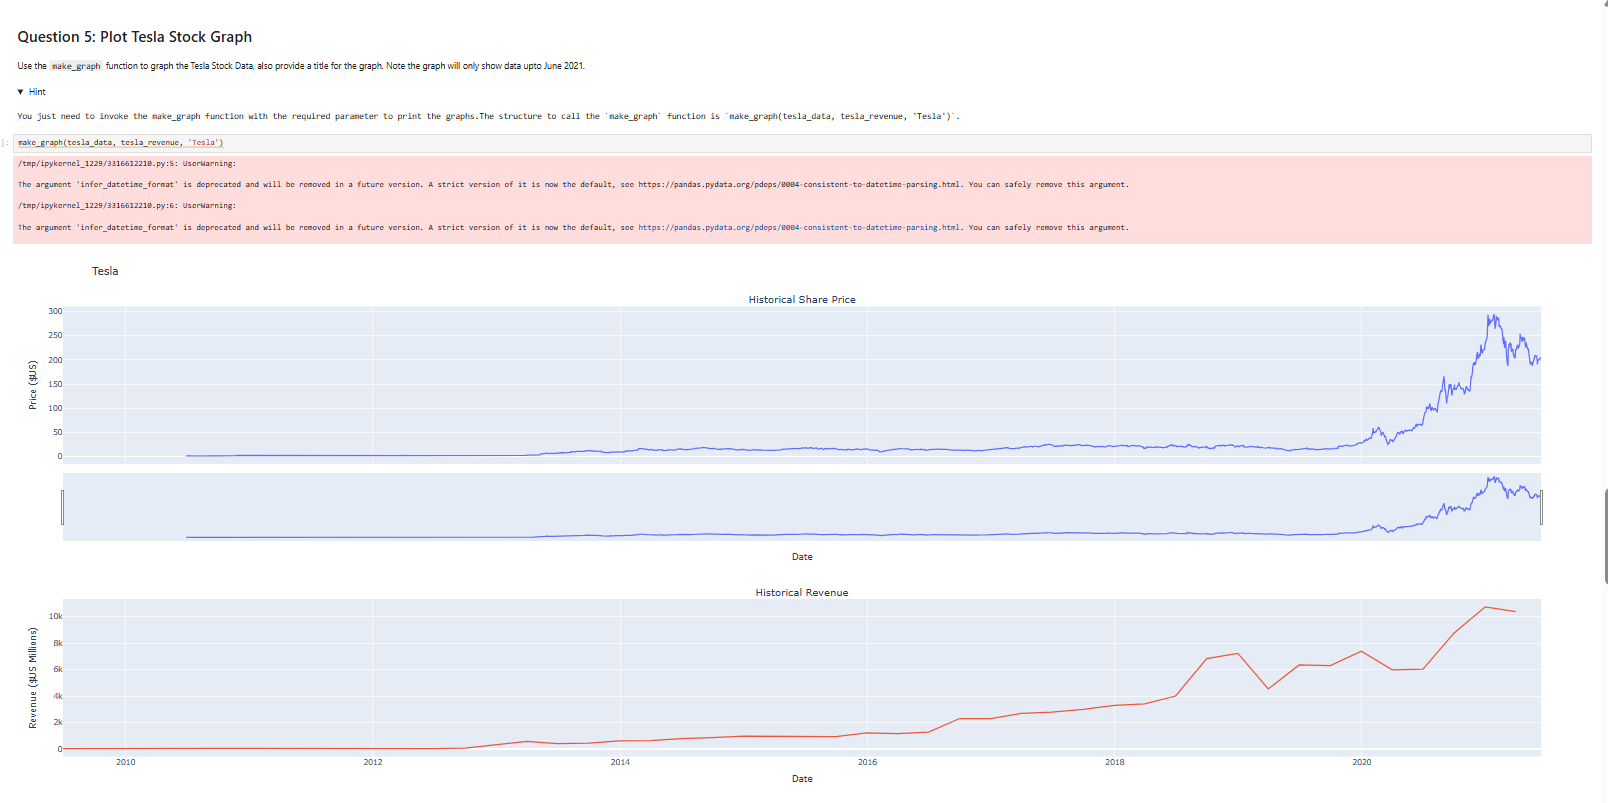 Question 5: Plot Tesla Stock Graph
Use the make_graph function to graph the Tesla Stock Data, also provide a title for the graph. Note the graph will only show data upto June 2021.
▼ Hint
You just need to invoke the make_graph function with the required parameter to print the graphs.The structure to call the `make_graph` function is `make_graph(tesla_data, tesla_revenue, 'Tesla')`.
]: make_graph(tesla_data, tesla_revenue, 'Tesla')
/tmp/ipykernel_1229/3316612210.py:5: UserWarning:
The argument 'infer_datetime_format' is deprecated and will be removed in a future version. A strict version of it is now the default, see https://pandas.pydata.org/pdeps/0004-consistent-to-datetime-parsing.html. You can safely remove this argument.
/tmp/ipykernel_1229/3316612210.py:6: UserWarning:
The argument 'infer_datetime_format' is deprecated and will be removed in a future version. A strict version of it is now the default, see https://pandas.pydata.org/pdeps/0004-consistent-to-datetime-parsing.html. You can safely remove this argument.
Tesla
Historical Share Price
Price ($US)
300
250
200
150
100
50
0
Date
Historical Revenue
Revenue ($US Millions)
10k
8k
6k
4k
2k
0
2010 2012 2014 2016 2018 2020
Date